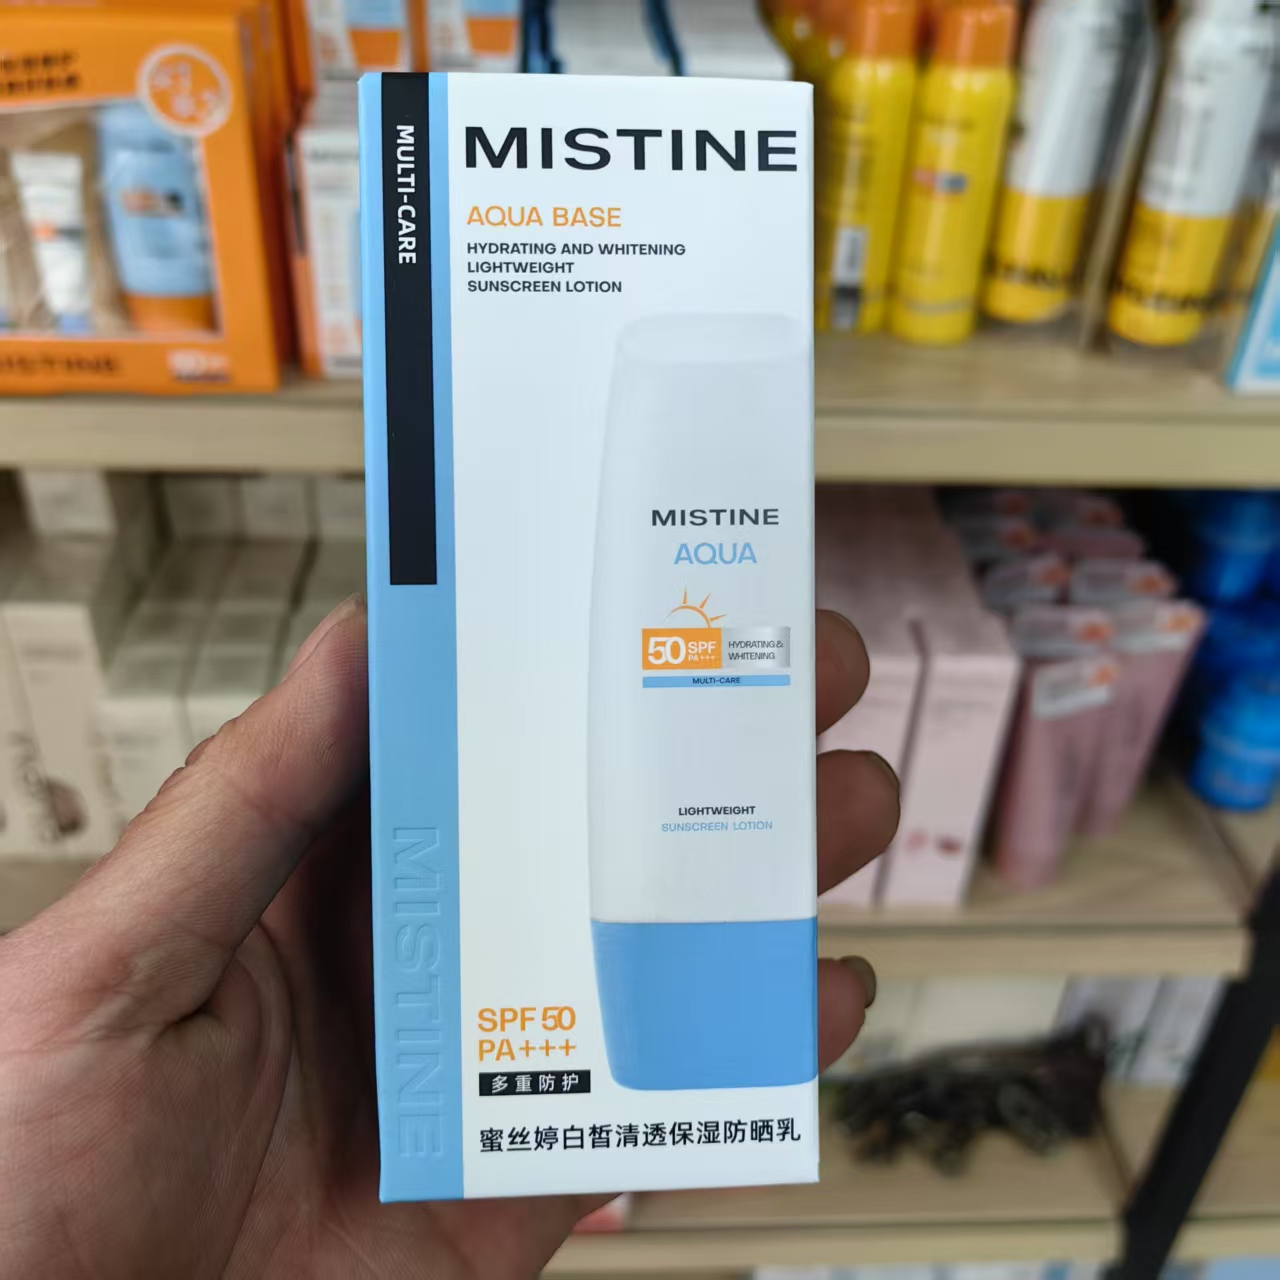 MULTI-CARE
MISTINE
AQUA BASE
HYDRATING AND WHITENING
LIGHTWEIGHT
SUNSCREEN LOTION
MISTINE
AQUA
50 SPF
PA+++
HYDRATING &
WHITENING
MULTI-CARE
LIGHTWEIGHT
SUNSCREEN LOTION
MISTINE
SPF 50
PA+++
多重防护
蜜丝婷白皙清透保湿防晒乳
MISTINE